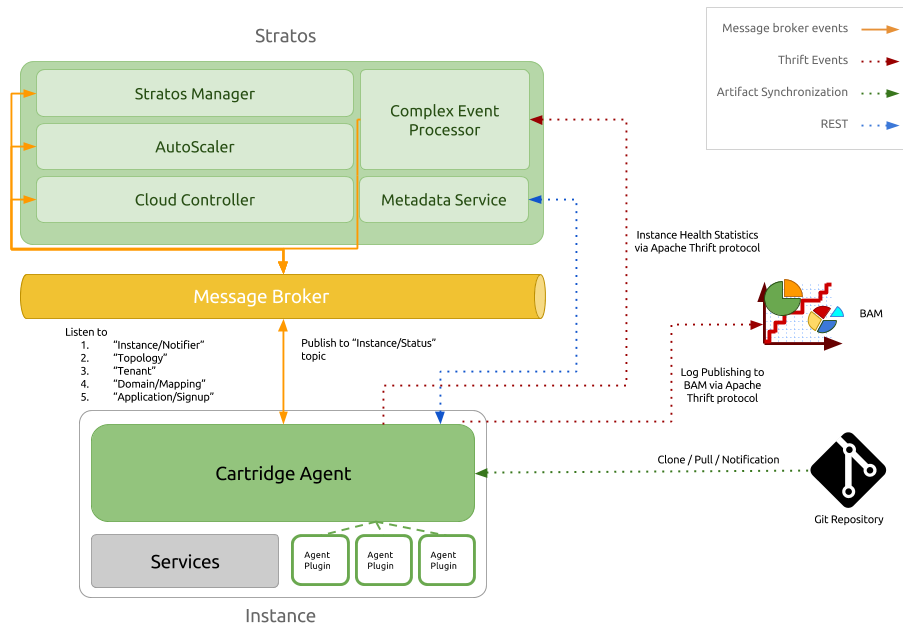 Stratos
Message broker events
Thrift Events
Artifact Synchronization
REST
Stratos Manager
AutoScaler
Cloud Controller
Complex Event
Processor
Metadata Service
Instance Health Statistics
via Apache Thrift protocol
Message Broker
BAM
Listen to
1. "Instance/Notifier"
2. "Topology"
3. "Tenant"
4. "Domain/Mapping"
5. "Application/Signup"
Publish to "Instance/Status"
topic
Log Publishing to
BAM via Apache
Thrift protocol
Cartridge Agent
Clone / Pull / Notification
Git Repository
Services
Agent
Plugin
Agent
Plugin
Agent
Plugin
Instance